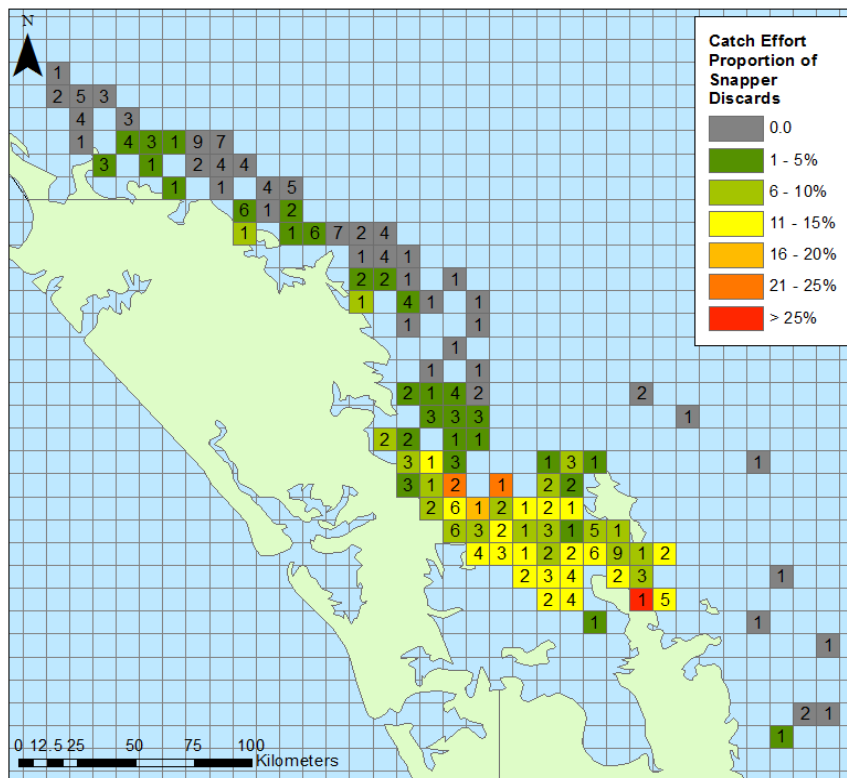 N
Catch Effort
Proportion of
Snapper
Discards
0.0
1 - 5%
6 - 10%
11 - 15%
16 - 20%
21 - 25%
> 25%
1
2 5 3
4 3
1 4 3 1 9 7
3 1 2 4 4
1 1 4 5
6 1 2
1 1 6 7 2 4
1 4 1
2 2 1 1
1 4 1 1
1 1
1
1 1
2 1 4 2 2
3 3 3 1
2 2 1 1
3 1 3 1 3 1 1
3 1 2 1 2 2
2 6 1 2 1 2 1
6 3 2 1 3 1 5 1
4 3 1 2 2 6 9 1 2
2 3 4 2 3 1
2 4 1 5
1 1
1
2 1
1
0 12.5 25 50 75 100
Kilometers